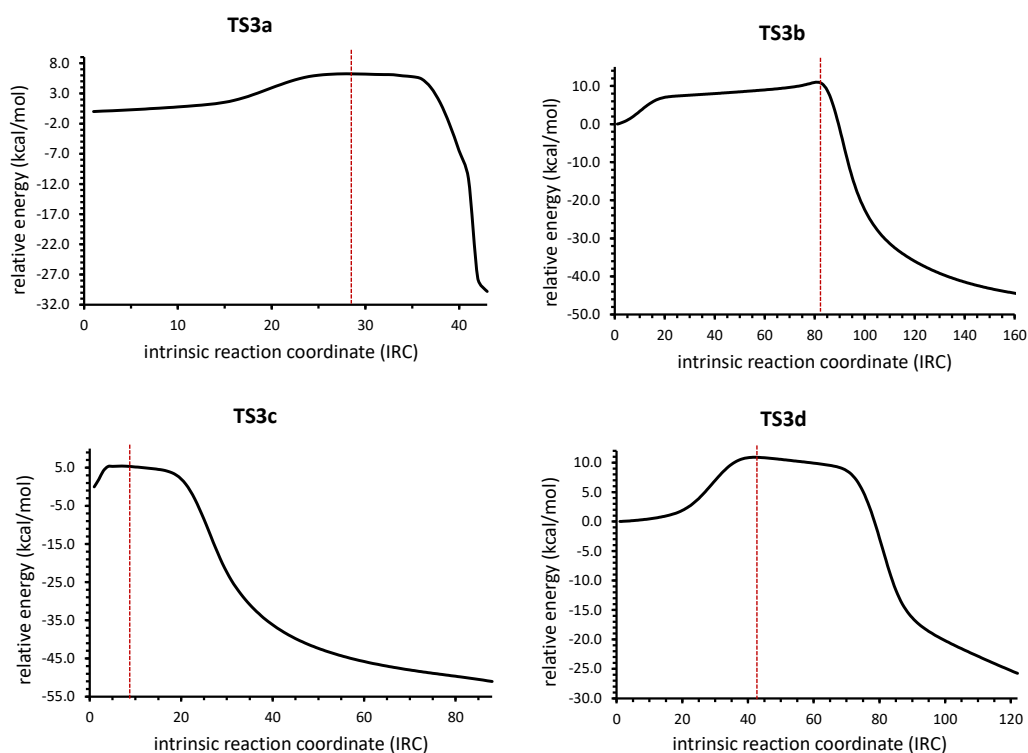 TS3a
relative energy (kcal/mol)
8.0
3.0
-2.0
-7.0
-12.0
-17.0
-22.0
-27.0
-32.0
0 10 20 30 40
intrinsic reaction coordinate (IRC)
TS3b
relative energy (kcal/mol)
10.0
0.0
-10.0
-20.0
-30.0
-40.0
-50.0
0 20 40 60 80 100 120 140 160
intrinsic reaction coordinate (IRC)
TS3c
relative energy (kcal/mol)
5.0
-5.0
-15.0
-25.0
-35.0
-45.0
-55.0
0 20 40 60 80
intrinsic reaction coordinate (IRC)
TS3d
relative energy (kcal/mol)
10.0
5.0
0.0
-5.0
-10.0
-15.0
-20.0
-25.0
-30.0
0 20 40 60 80 100 120
intrinsic reaction coordinate (IRC)